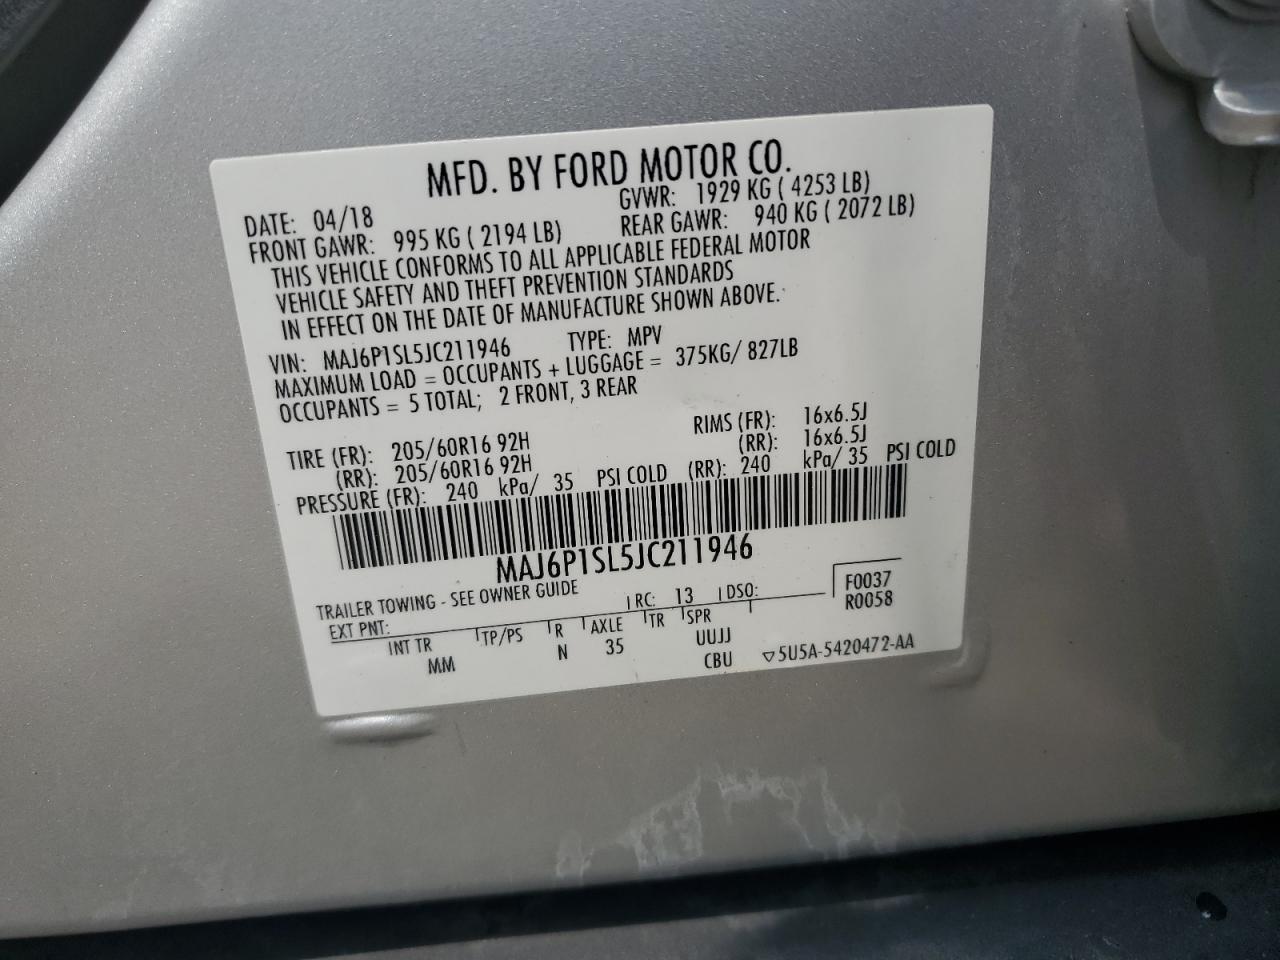 MFD. BY FORD MOTOR CO.
DATE: 04/18 GVWR: 1929 KG ( 4253 LB)
FRONT GAWR: 995 KG ( 2194 LB) REAR GAWR: 940 KG ( 2072 LB)
THIS VEHICLE CONFORMS TO ALL APPLICABLE FEDERAL MOTOR
VEHICLE SAFETY AND THEFT PREVENTION STANDARDS
IN EFFECT ON THE DATE OF MANUFACTURE SHOWN ABOVE.
VIN: MAJ6P1SL5JC211946 TYPE: MPV
MAXIMUM LOAD = OCCUPANTS + LUGGAGE = 375KG/ 827LB
OCCUPANTS = 5 TOTAL; 2 FRONT, 3 REAR
TIRE (FR): 205/60R16 92H RIMS (FR): 16x6.5J
(RR): 205/60R16 92H (RR): 16x6.5J
PRESSURE (FR): 240 kPa/ 35 PSI COLD (RR): 240 kPa/ 35 PSI COLD
MAJ6P1SL5JC211946
TRAILER TOWING - SEE OWNER GUIDE
EXT PNT: RC: 13 DSO: F0037
R0058
INT TR TP/PS R AXLE TR SPR
MM N 35 UUJJ
CBU ▽5U5A-5420472-AA